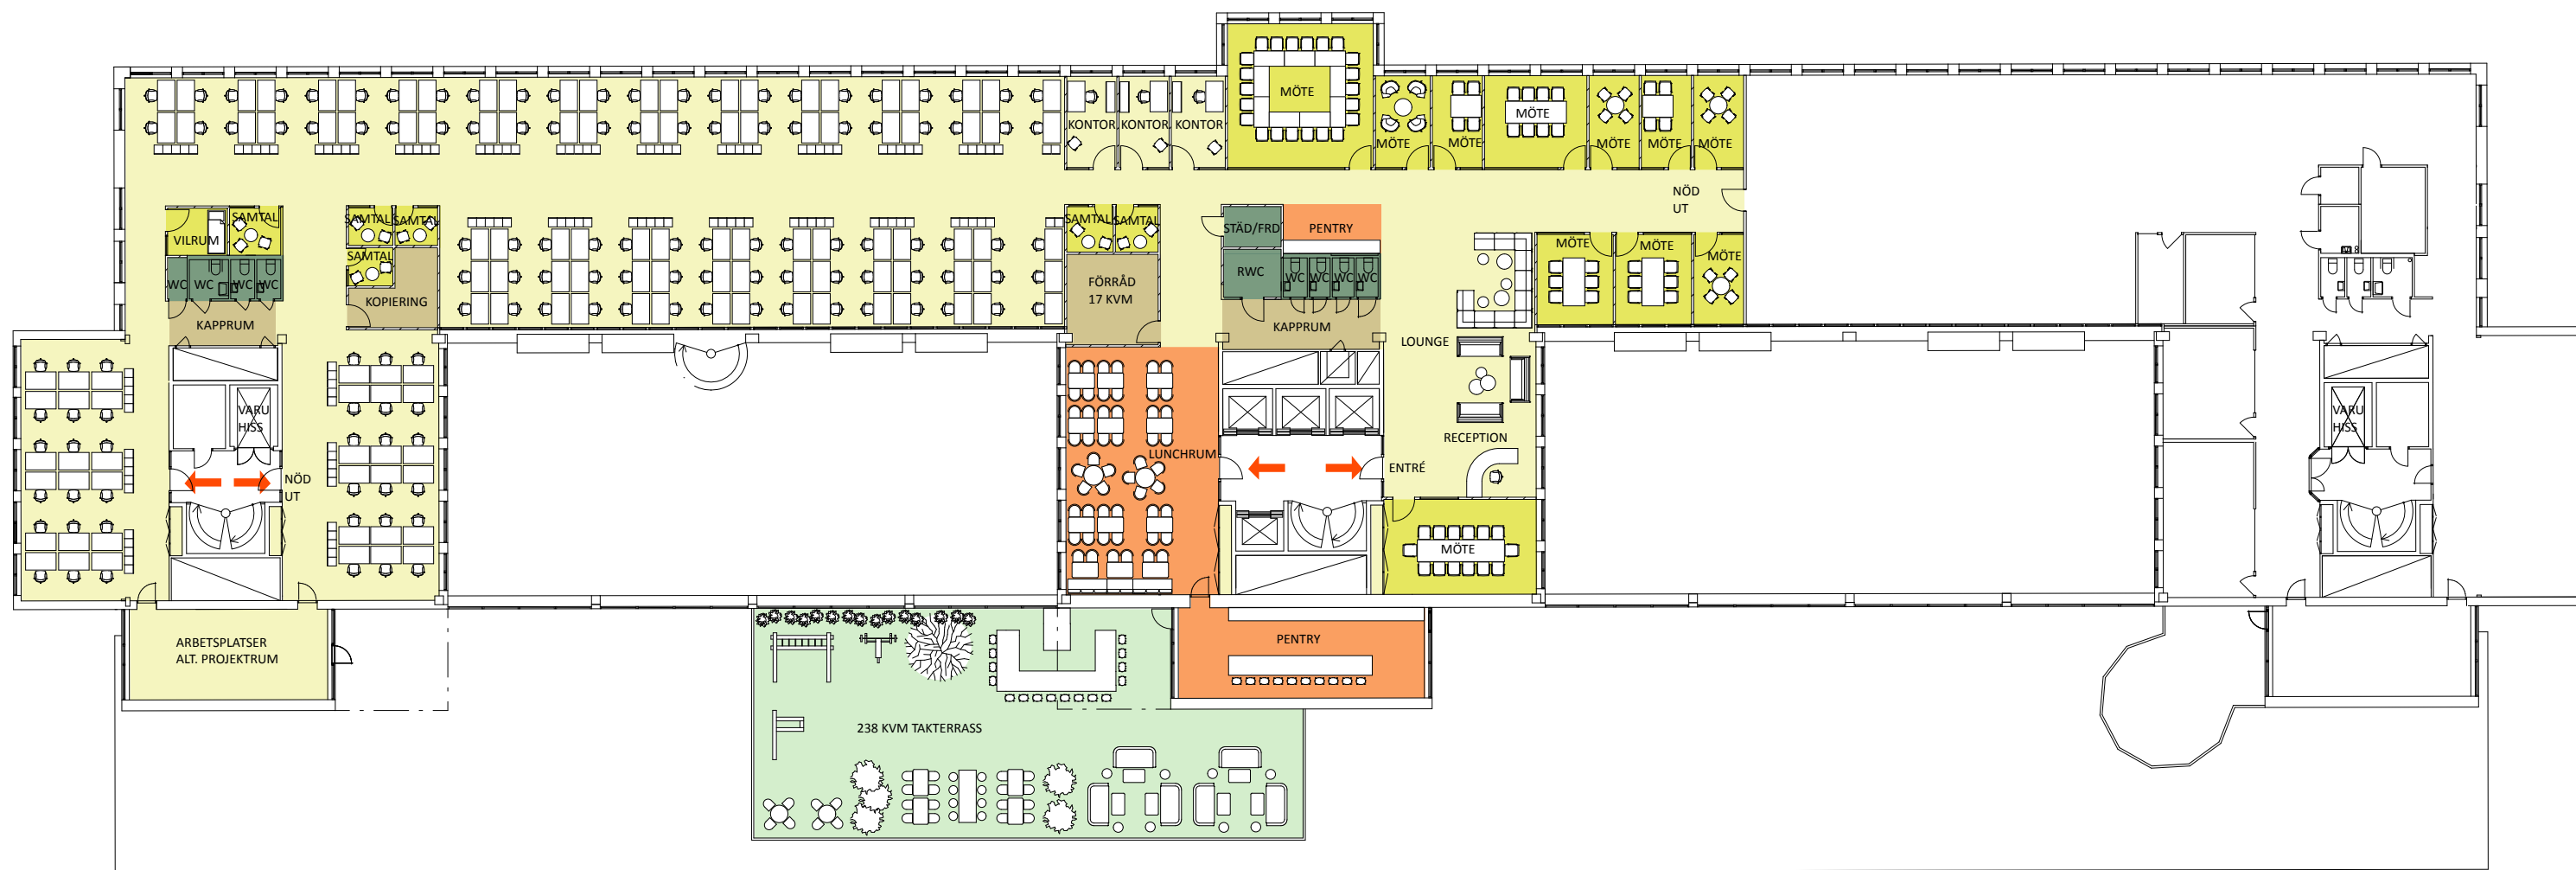 MÖTE
KONTOR KONTOR KONTOR
MÖTE
MÖTE
MÖTE
MÖTE
MÖTE
MÖTE
NÖD
UT
VILRUM
SAMTAL
SAMTAL
SAMTAL
SAMTAL
SAMTAL
SAMTAL
STÄD/FRD
PENTRY
MÖTE
MÖTE
MÖTE
WC
WC
WC
WC
KOPIERING
FÖRRÅD
17 KVM
RWC
WC
WC
WC
WC
KAPPRUM
KAPPRUM
LOUNGE
VARU
HISS
VARU
HISS
RECEPTION
LUNCHRUM
ENTRÉ
NÖD
UT
MÖTE
ARBETSPLATSER
ALT. PROJEKTRUM
PENTRY
238 KVM TAKTERRASS